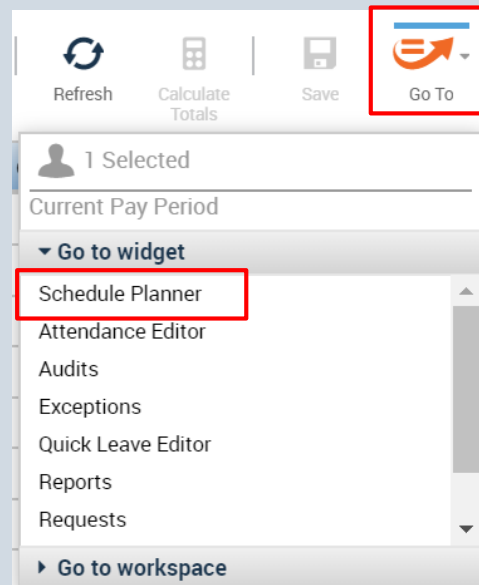 Refresh
Calculate
Totals
Save
Go To
1 Selected
Current Pay Period
Go to widget
Schedule Planner
Attendance Editor
Audits
Exceptions
Quick Leave Editor
Reports
Requests
Go to workspace